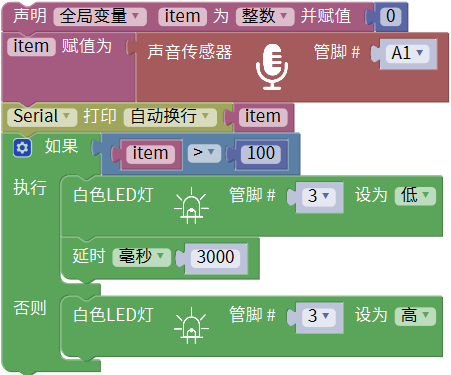 声明 全局变量 item 为 整数 并赋值 0
item 赋值为 声音传感器 管脚 # A1
Serial 打印 自动换行 item
如果 item > 100
执行 白色LED灯 管脚 # 3 设为 低
延时 毫秒 3000
否则 白色LED灯 管脚 # 3 设为 高